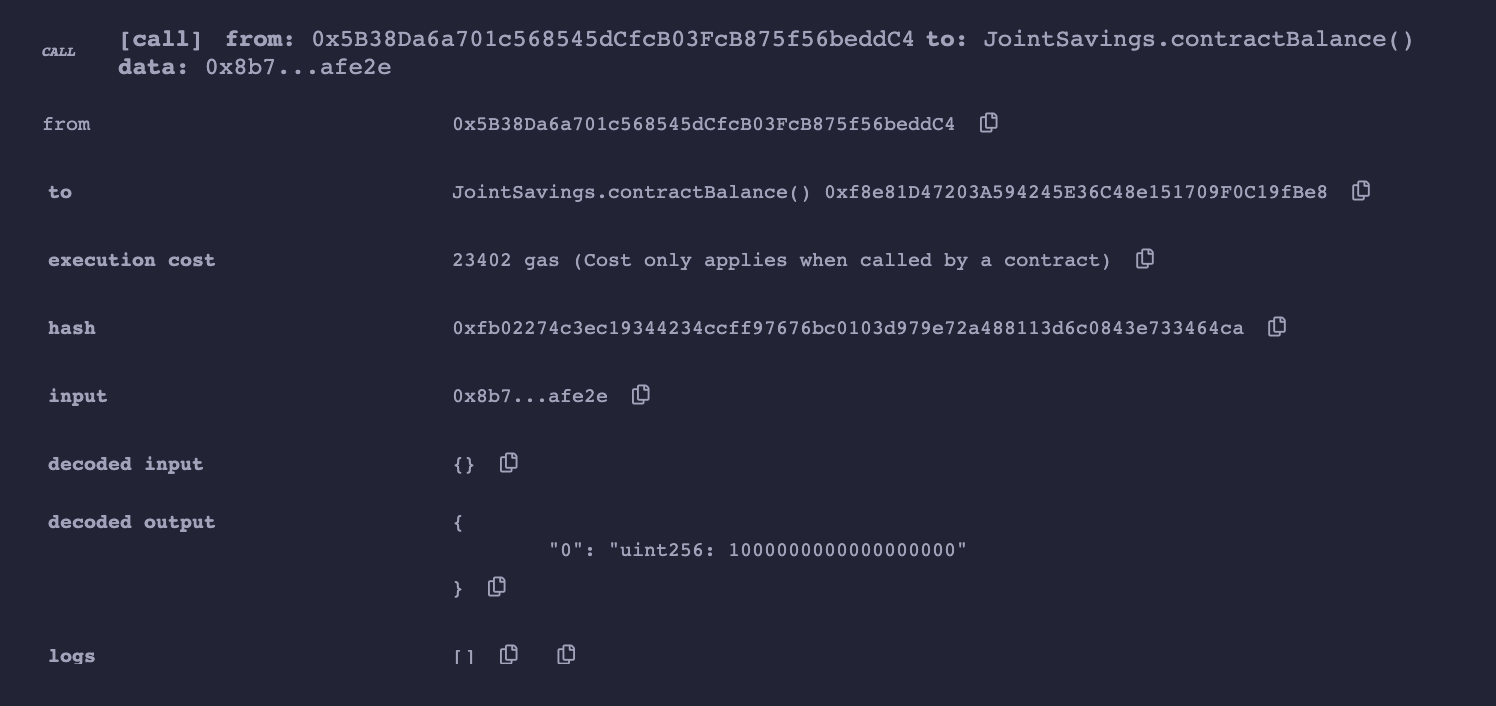 CALL [call] from: 0x5B38Da6a701c568545dCfcB03FcB875f56beddC4 to: JointSavings.contractBalance()
data: 0x8b7...afe2e
from 0x5B38Da6a701c568545dCfcB03FcB875f56beddC4
to JointSavings.contractBalance() 0xf8e81D47203A594245E36C48e151709F0C19fBe8
execution cost 23402 gas (Cost only applies when called by a contract)
hash 0xfb02274c3ec19344234ccff97676bc0103d979e72a488113d6c0843e733464ca
input 0x8b7...afe2e
decoded input {}
decoded output {
"0": "uint256: 1000000000000000000"
}
logs []